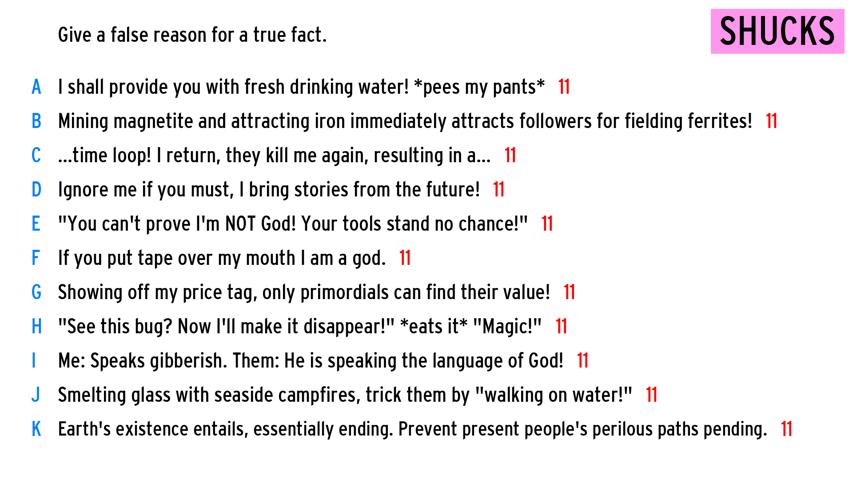 Give a false reason for a true fact.
SHUCKS
A I shall provide you with fresh drinking water! *pees my pants* 11
B Mining magnetite and attracting iron immediately attracts followers for fielding ferrites! 11
C ...time loop! I return, they kill me again, resulting in a... 11
D Ignore me if you must, I bring stories from the future! 11
E "You can't prove I'm NOT God! Your tools stand no chance!" 11
F If you put tape over my mouth I am a god. 11
G Showing off my price tag, only primordials can find their value! 11
H "See this bug? Now I'll make it disappear!" *eats it* "Magic!" 11
I Me: Speaks gibberish. Them: He is speaking the language of God! 11
J Smelting glass with seaside campfires, trick them by "walking on water!" 11
K Earth's existence entails, essentially ending. Prevent present people's perilous paths pending. 11